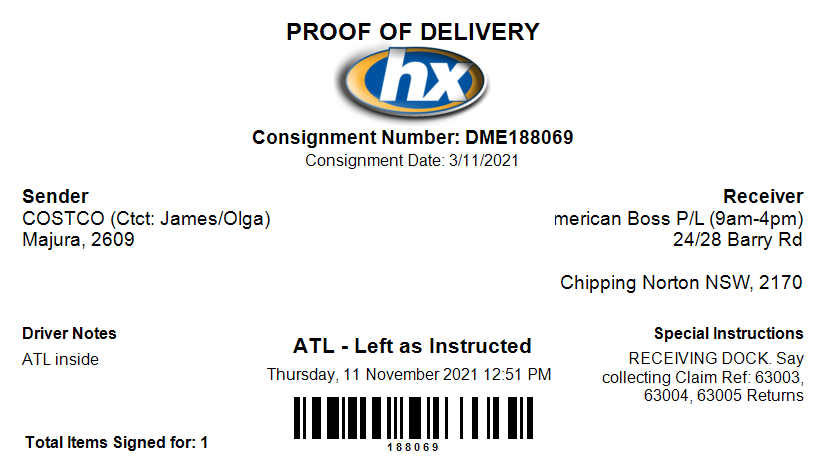 PROOF OF DELIVERY
hx
Consignment Number: DME188069
Consignment Date: 3/11/2021
Sender
COSTCO (Ctct: James/Olga)
Majura, 2609
Receiver
merican Boss P/L (9am-4pm)
24/28 Barry Rd
Chipping Norton NSW, 2170
Driver Notes
ATL inside
ATL - Left as Instructed
Thursday, 11 November 2021 12:51 PM
188069
Special Instructions
RECEIVING DOCK. Say
collecting Claim Ref: 63003,
63004, 63005 Returns
Total Items Signed for: 1